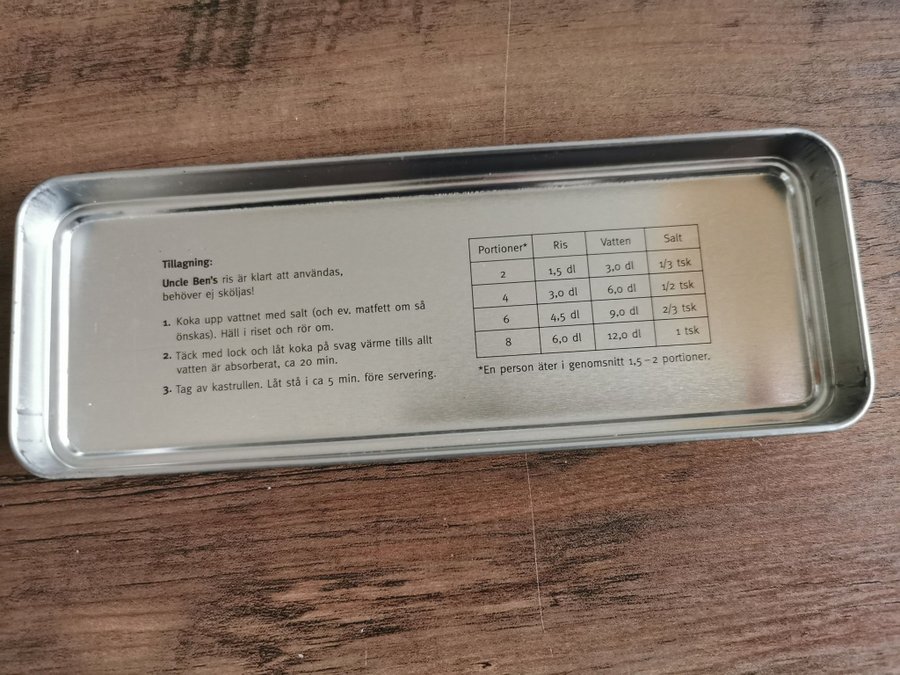 Tillagning:
Uncle Ben's ris är klart att användas,
behöver ej sköljas!
1. Koka upp vattnet med salt (och ev. matfett om så
önskas). Häll i riset och rör om.
2. Täck med lock och låt koka på svag värme tills allt
vatten är absorberat, ca 20 min.
3. Tag av kastrullen. Låt stå i ca 5 min. före servering.
Portioner* Ris Vatten Salt
2 1,5 dl 3,0 dl 1/3 tsk
4 3,0 dl 6,0 dl 1/2 tsk
6 4,5 dl 9,0 dl 2/3 tsk
8 6,0 dl 12,0 dl 1 tsk
*En person äter i genomsnitt 1,5–2 portioner.